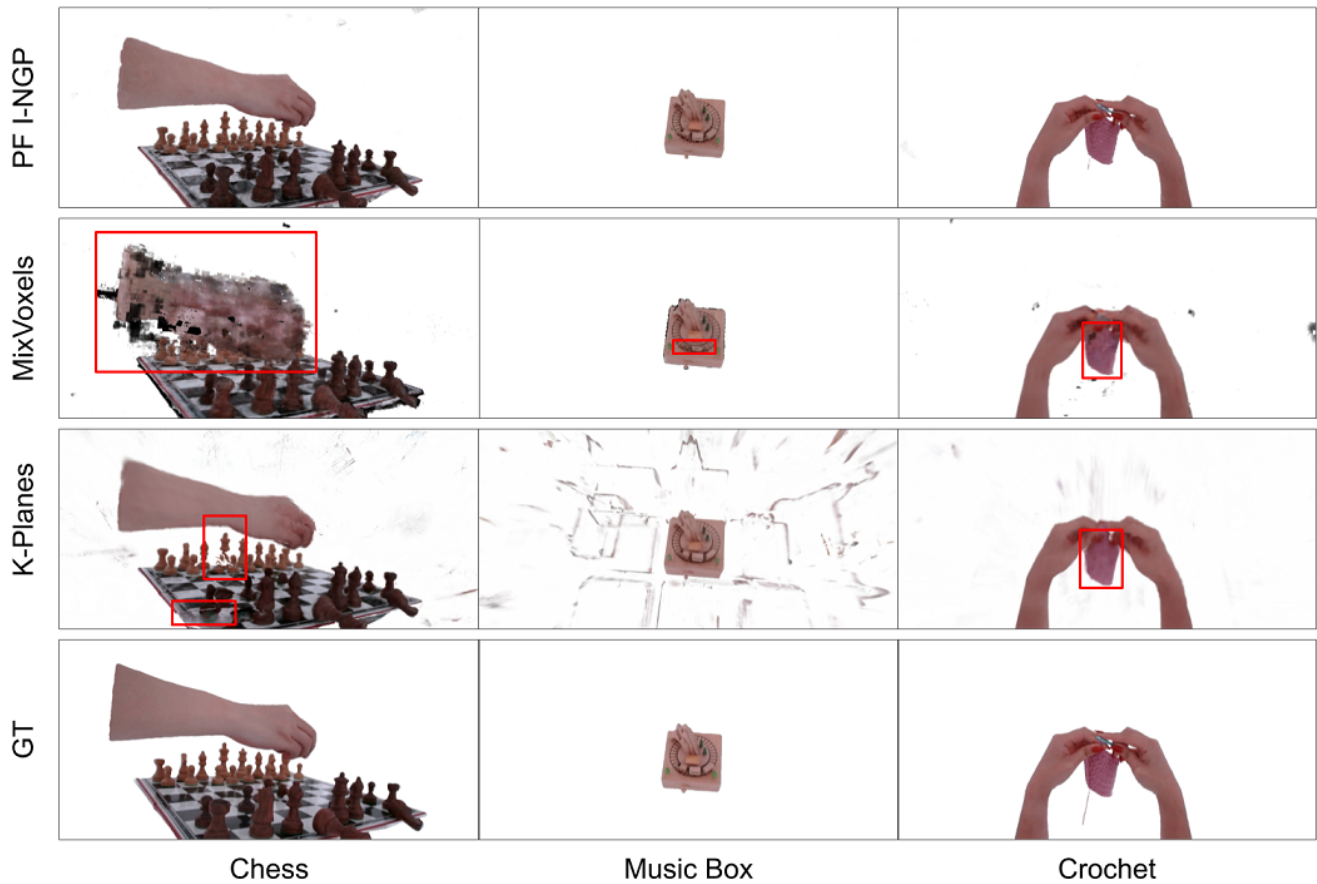 PF I-NGP
MixVoxels
K-Planes
GT
Chess
Music Box
Crochet